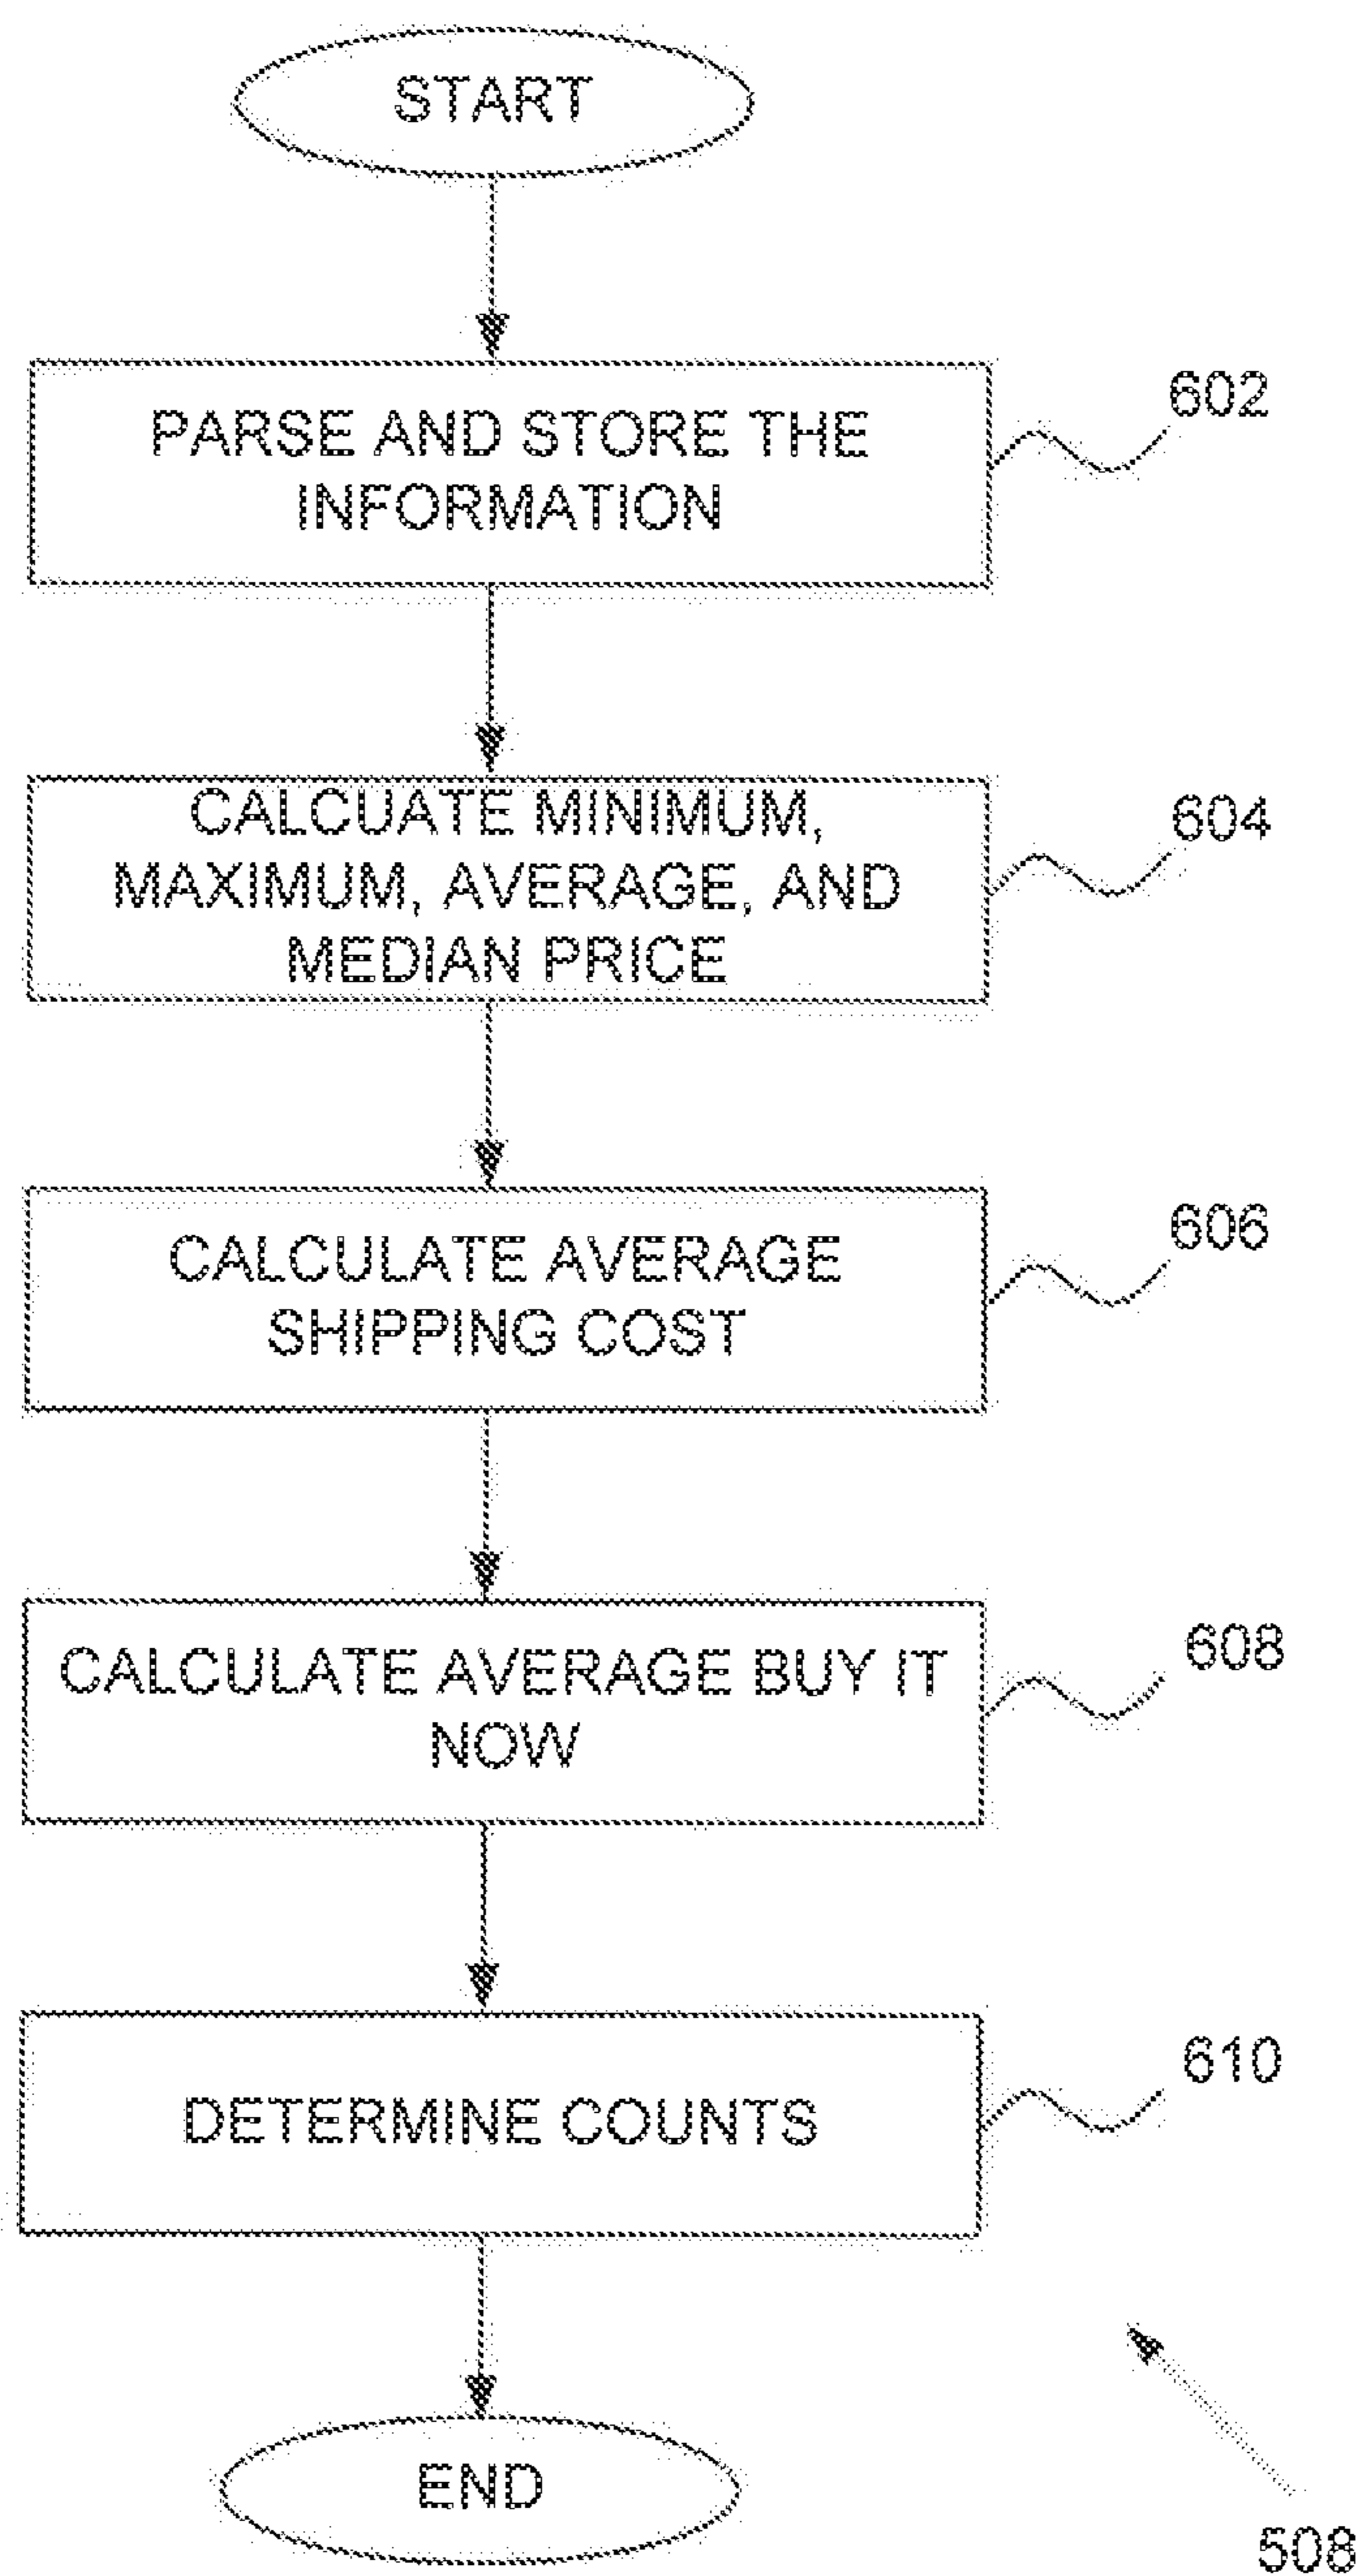 START
PARSE AND STORE THE
INFORMATION
602
CALCUATE MINIMUM,
MAXIMUM, AVERAGE, AND
MEDIAN PRICE
604
CALCULATE AVERAGE
SHIPPING COST
606
CALCULATE AVERAGE BUY IT
NOW
608
DETERMINE COUNTS
610
END
508